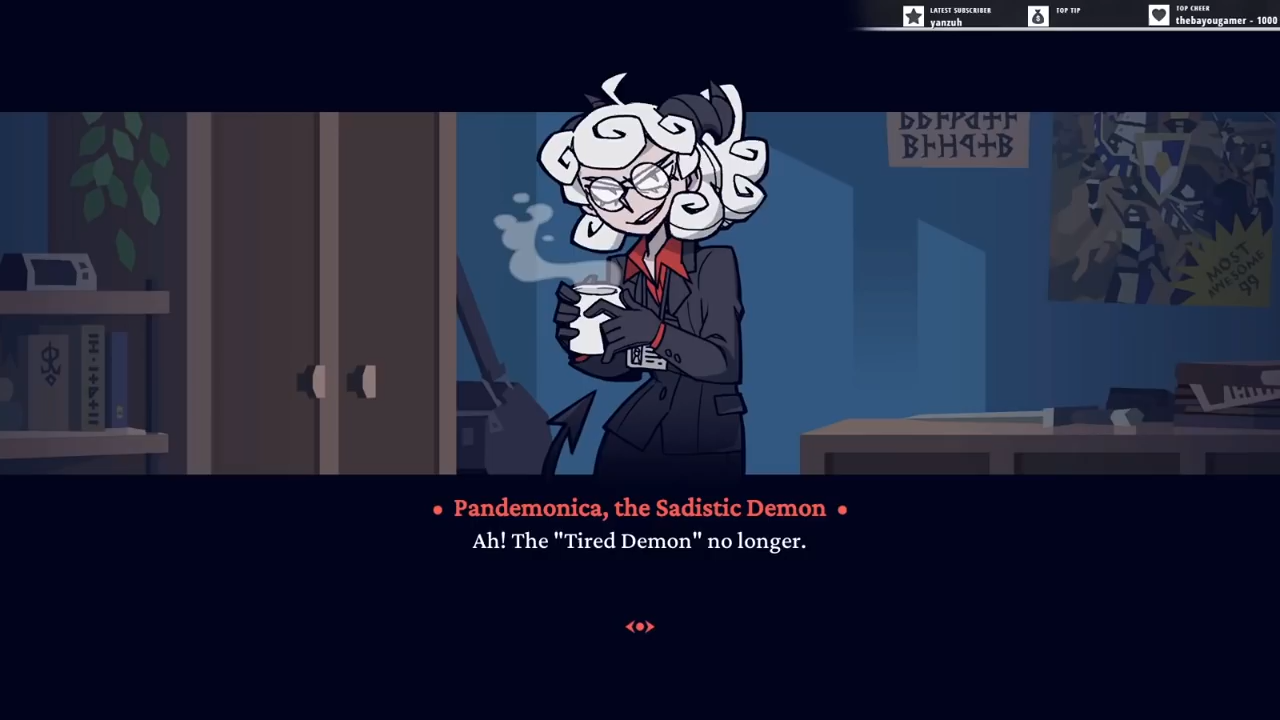 LATEST SUBSCRIBER
yanzuh
TOP TIP
TOP CHEER
thebayougamer - 1000
MOST
AWESOME
99
• Pandemonica, the Sadistic Demon •
Ah! The "Tired Demon" no longer.